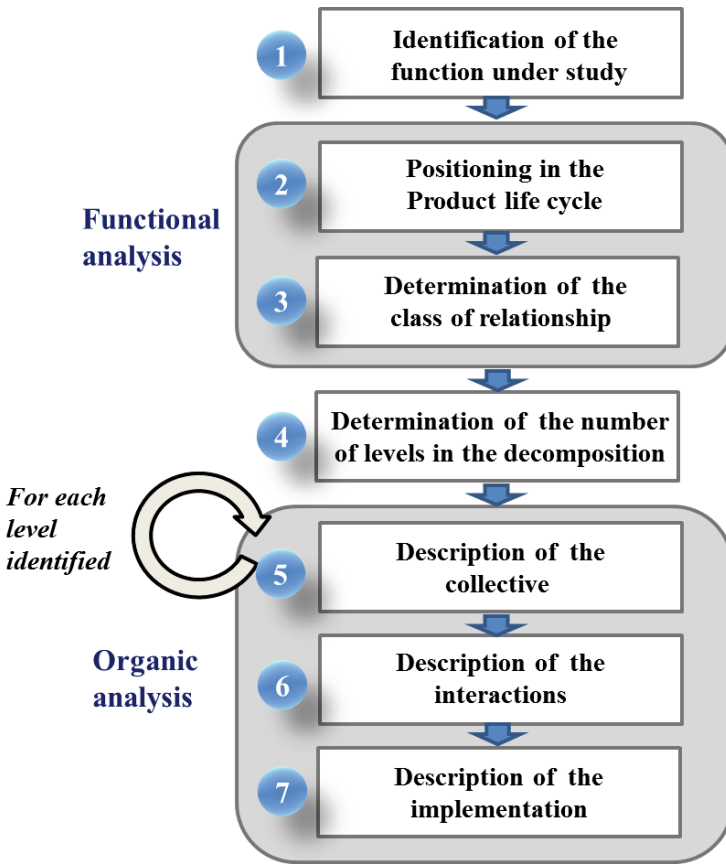 1
Identification of the
function under study
Functional
analysis
2
Positioning in the
Product life cycle
3
Determination of the
class of relationship
4
Determination of the number
of levels in the decomposition
For each
level
identified
Organic
analysis
5
Description of the
collective
6
Description of the
interactions
7
Description of the
implementation